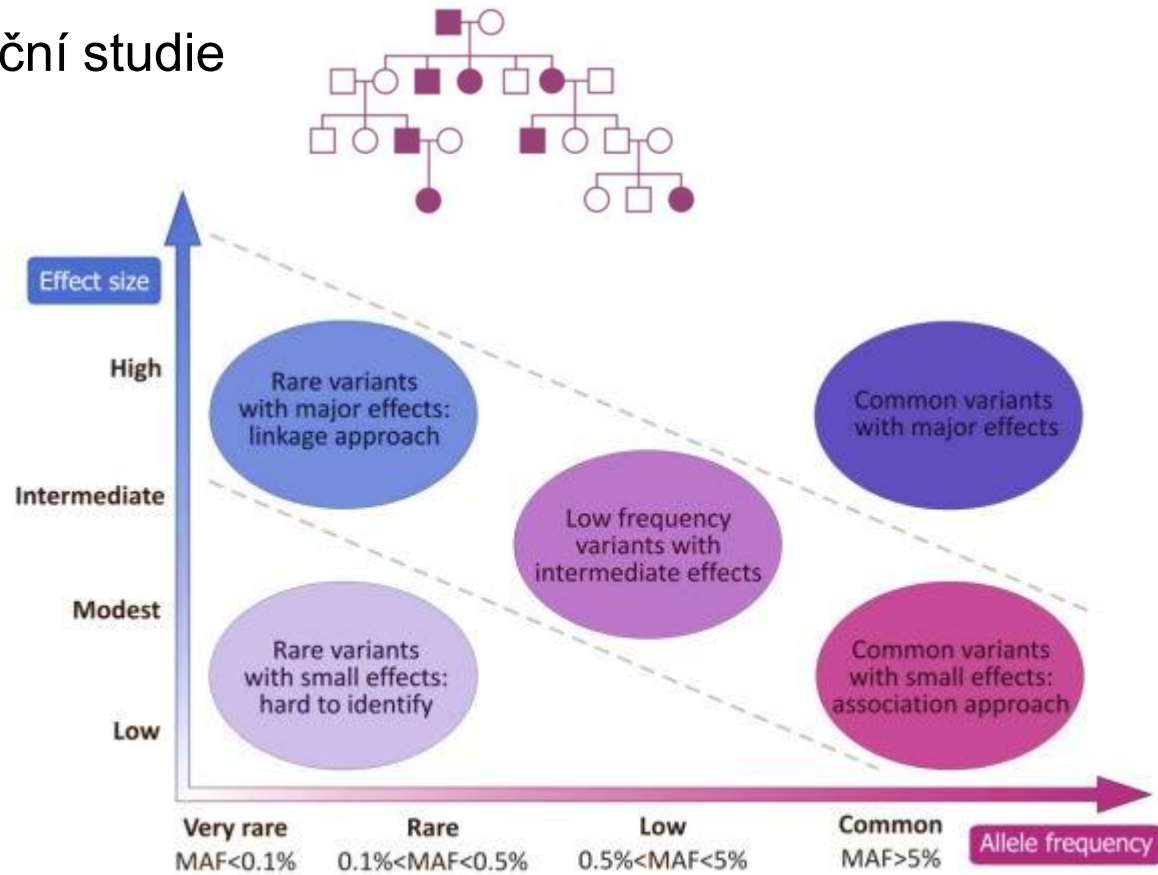 ční studie
Effect size
High
Intermediate
Modest
Low
Rare variants
with major effects:
linkage approach
Common variants
with major effects
Low frequency
variants with
intermediate effects
Rare variants
with small effects:
hard to identify
Common variants
with small effects:
association approach
Very rare
MAF<0.1%
Rare
0.1%<MAF<0.5%
Low
0.5%<MAF<5%
Common
MAF>5%
Allele frequency